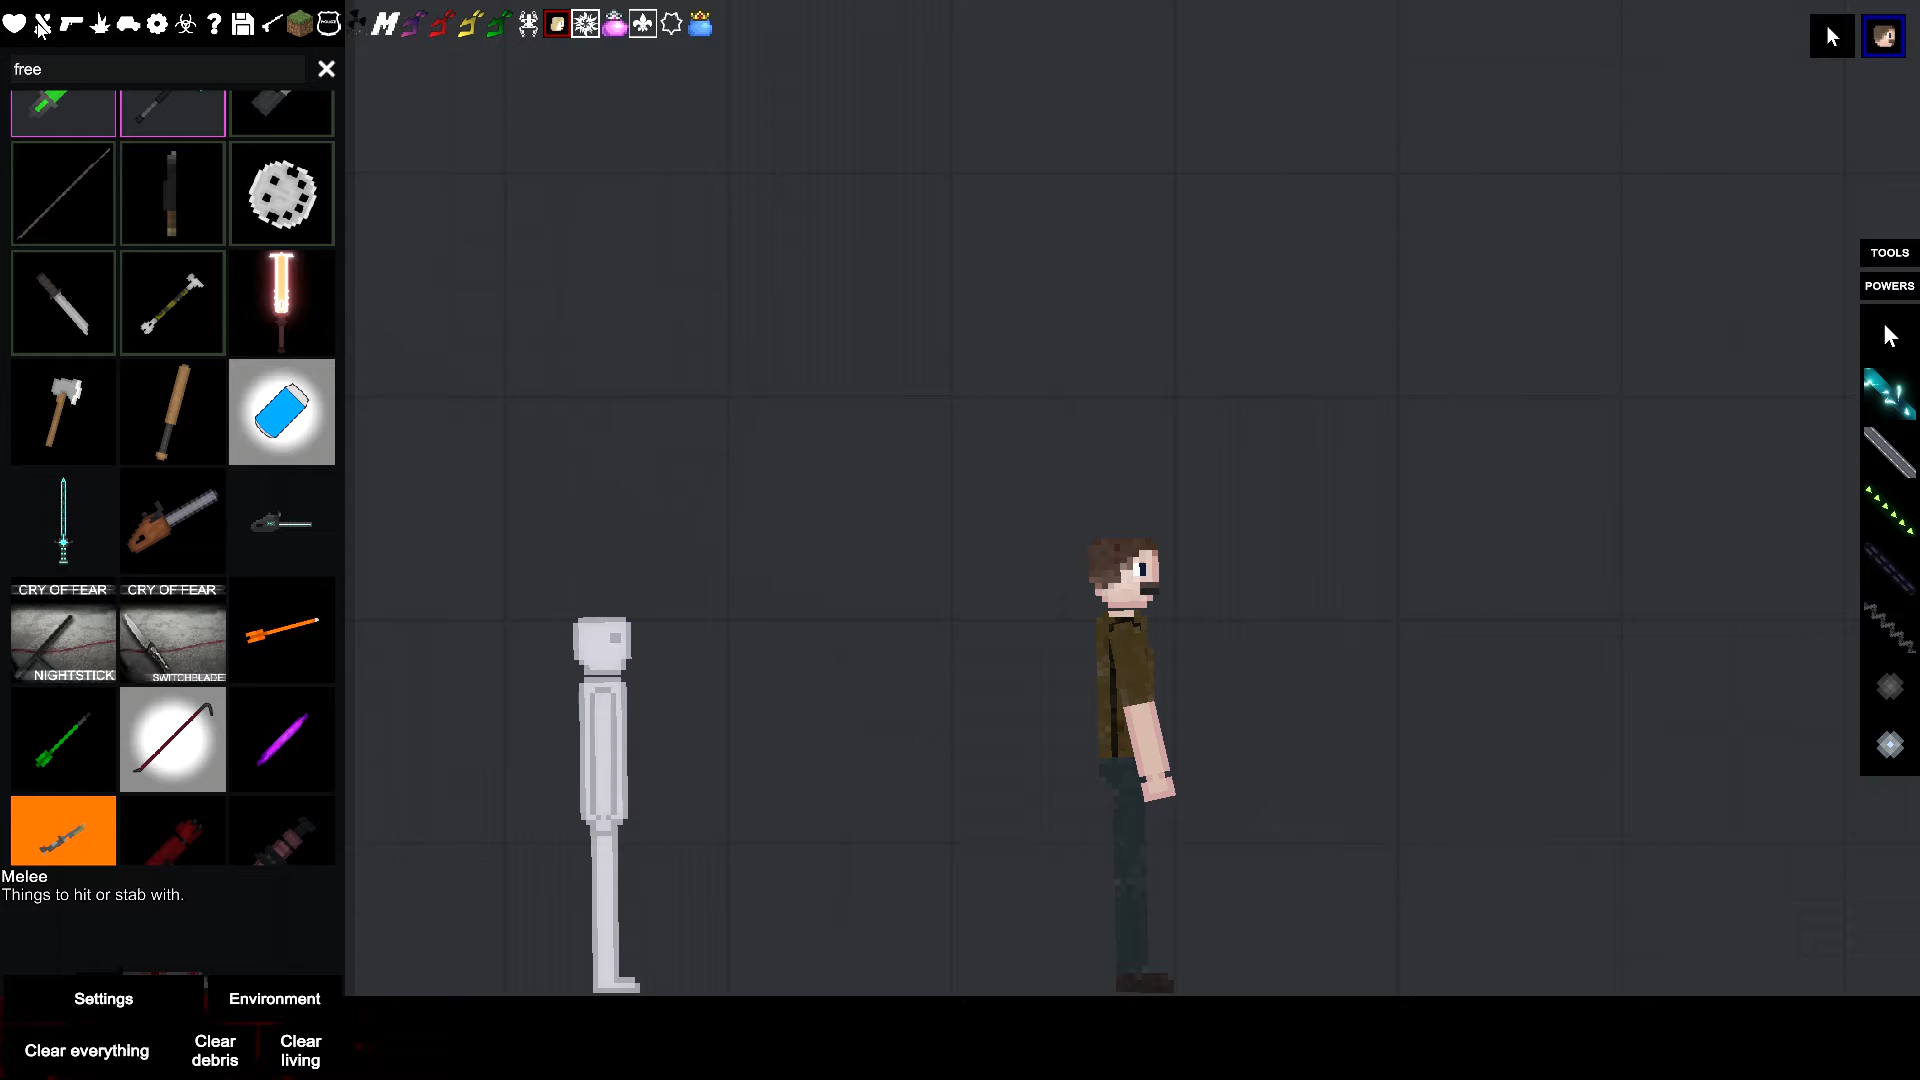 POLICE
free
CRY OF FEAR
NIGHTSTICK
CRY OF FEAR
SWITCHBLADE
Melee
Things to hit or stab with.
Settings
Environment
Clear everything
Clear debris
Clear living
TOOLS
POWERS